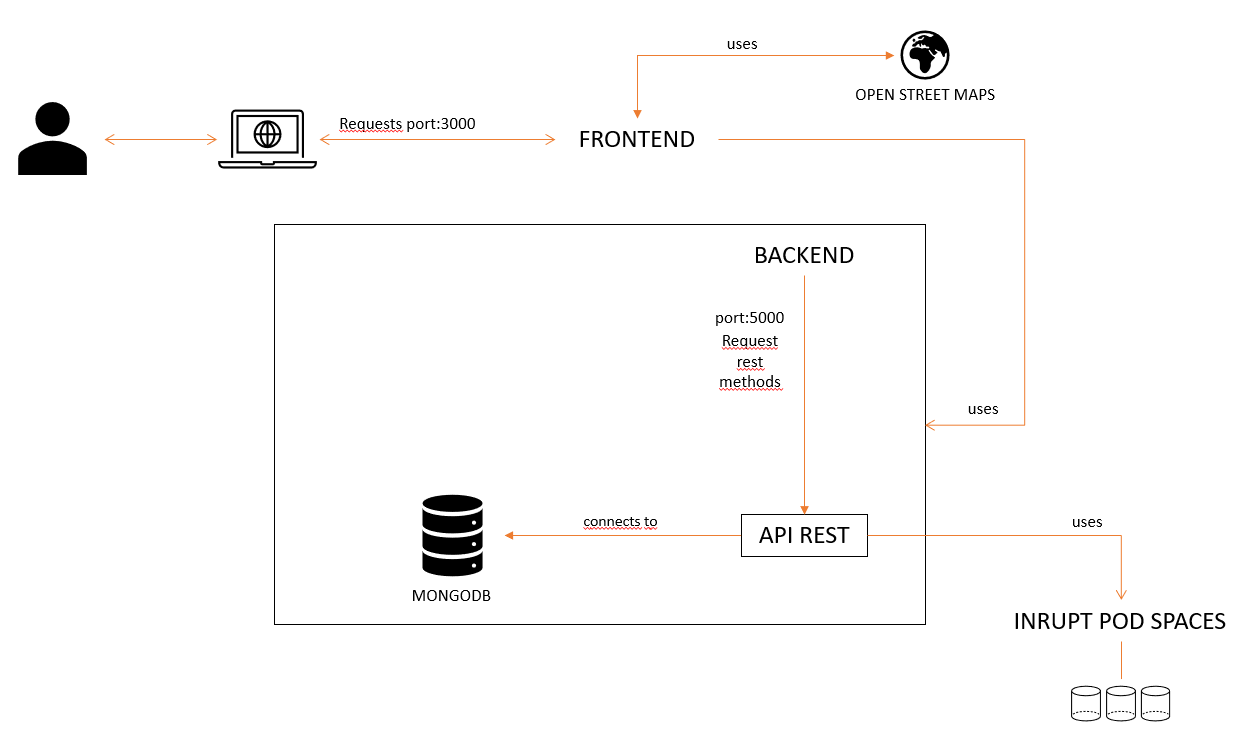 uses
OPEN STREET MAPS
Requests port:3000
FRONTEND
BACKEND
port:5000
Request
rest
methods
uses
connects to
API REST
uses
MONGODB
INRUPT POD SPACES